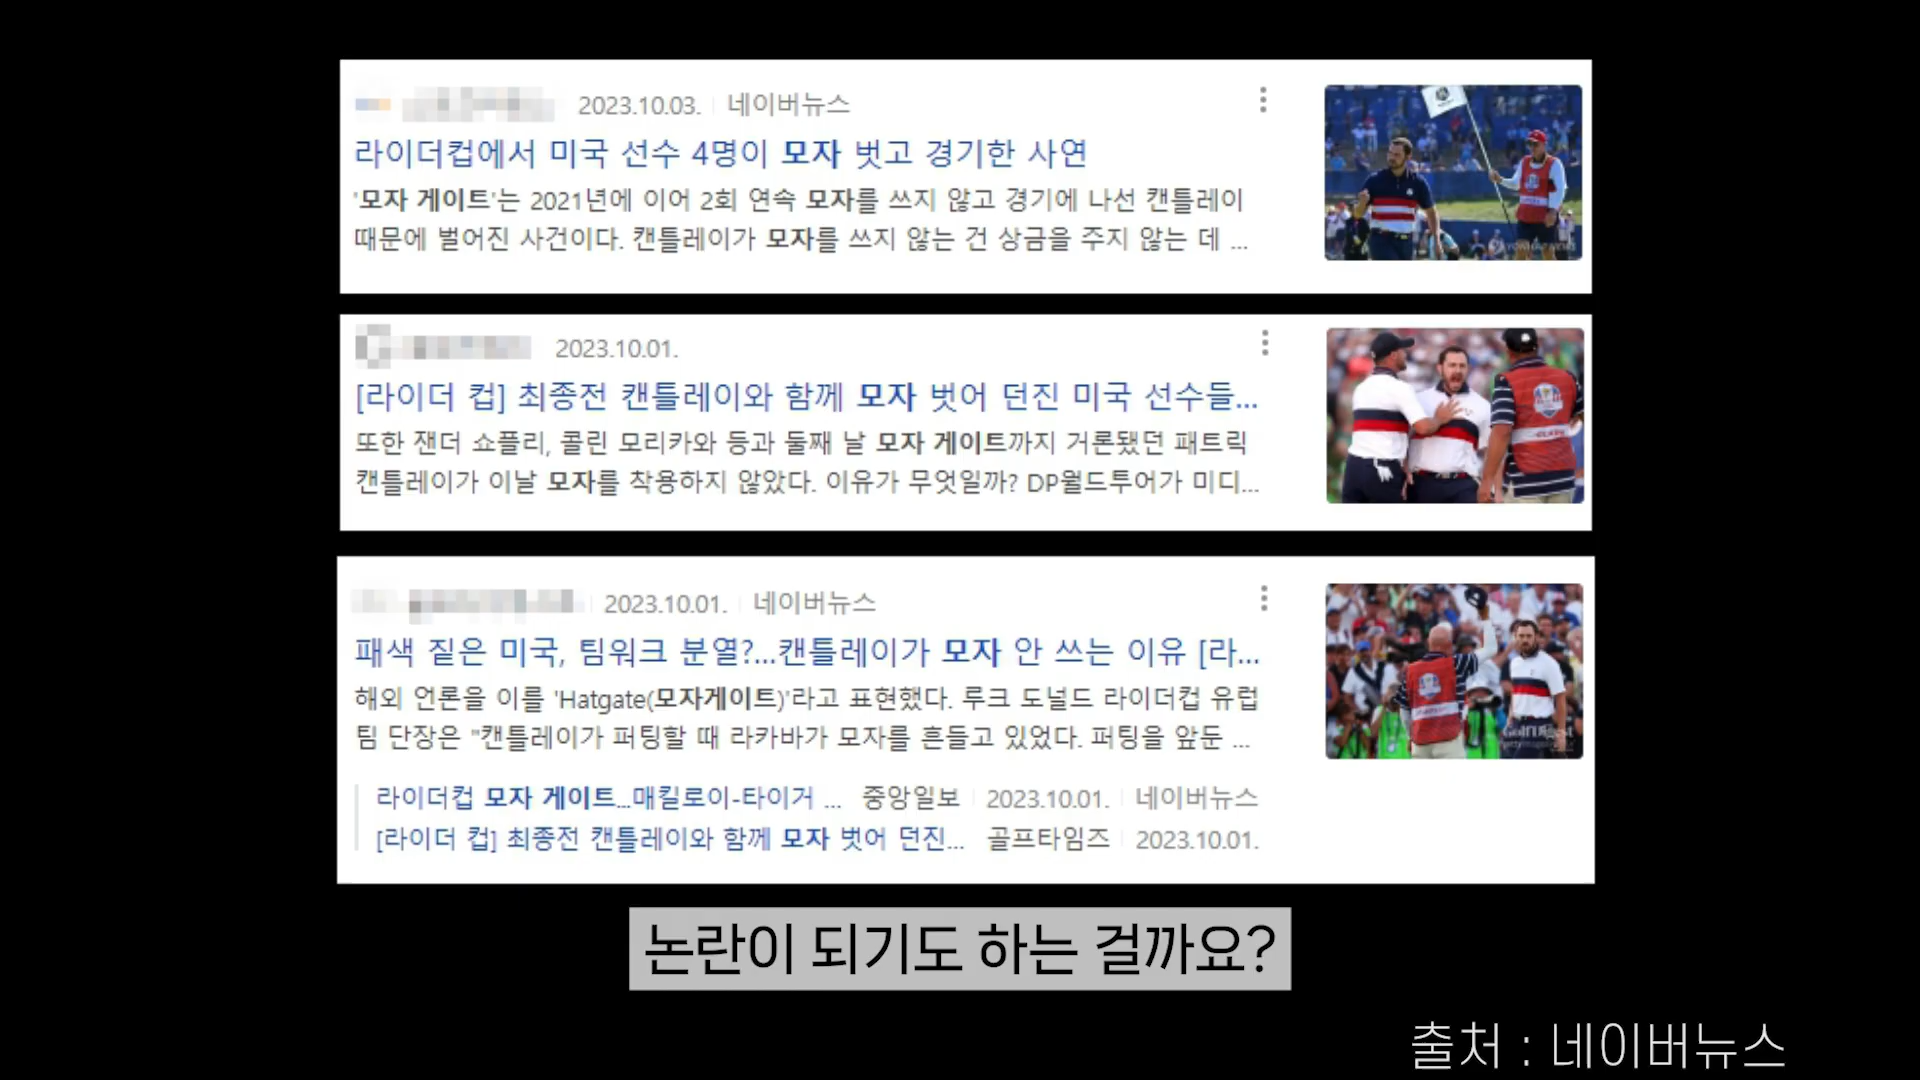 2023.10.03. 네이버뉴스
라이더컵에서 미국 선수 4명이 모자 벗고 경기한 사연
'모자 게이트'는 2021년에 이어 2회 연속 모자를 쓰지 않고 경기에 나선 캔틀레이
때문에 벌어진 사건이다. 캔틀레이가 모자를 쓰지 않는 건 상금을 주지 않는 데 ...
2023.10.01.
[라이더 컵] 최종전 캔틀레이와 함께 모자 벗어 던진 미국 선수들...
또한 잰더 쇼플리, 콜린 모리카와 등과 둘째 날 모자 게이트까지 거론됐던 패트릭
캔틀레이가 이날 모자를 착용하지 않았다. 이유가 무엇일까? DP월드투어가 미디...
2023.10.01. 네이버뉴스
패색 짙은 미국, 팀워크 분열?...캔틀레이가 모자 안 쓰는 이유 [라...
해외 언론을 이를 'Hatgate(모자게이트)'라고 표현했다. 루크 도널드 라이더컵 유럽
팀 단장은 "캔틀레이가 퍼팅할 때 라카바가 모자를 흔들고 있었다. 퍼팅을 앞둔 ...
라이더컵 모자 게이트...매킬로이-타이거 ... 중앙일보 2023.10.01. 네이버뉴스
[라이더 컵] 최종전 캔틀레이와 함께 모자 벗어 던진... 골프타임즈 2023.10.01.
논란이 되기도 하는 걸까요?
출처 : 네이버뉴스